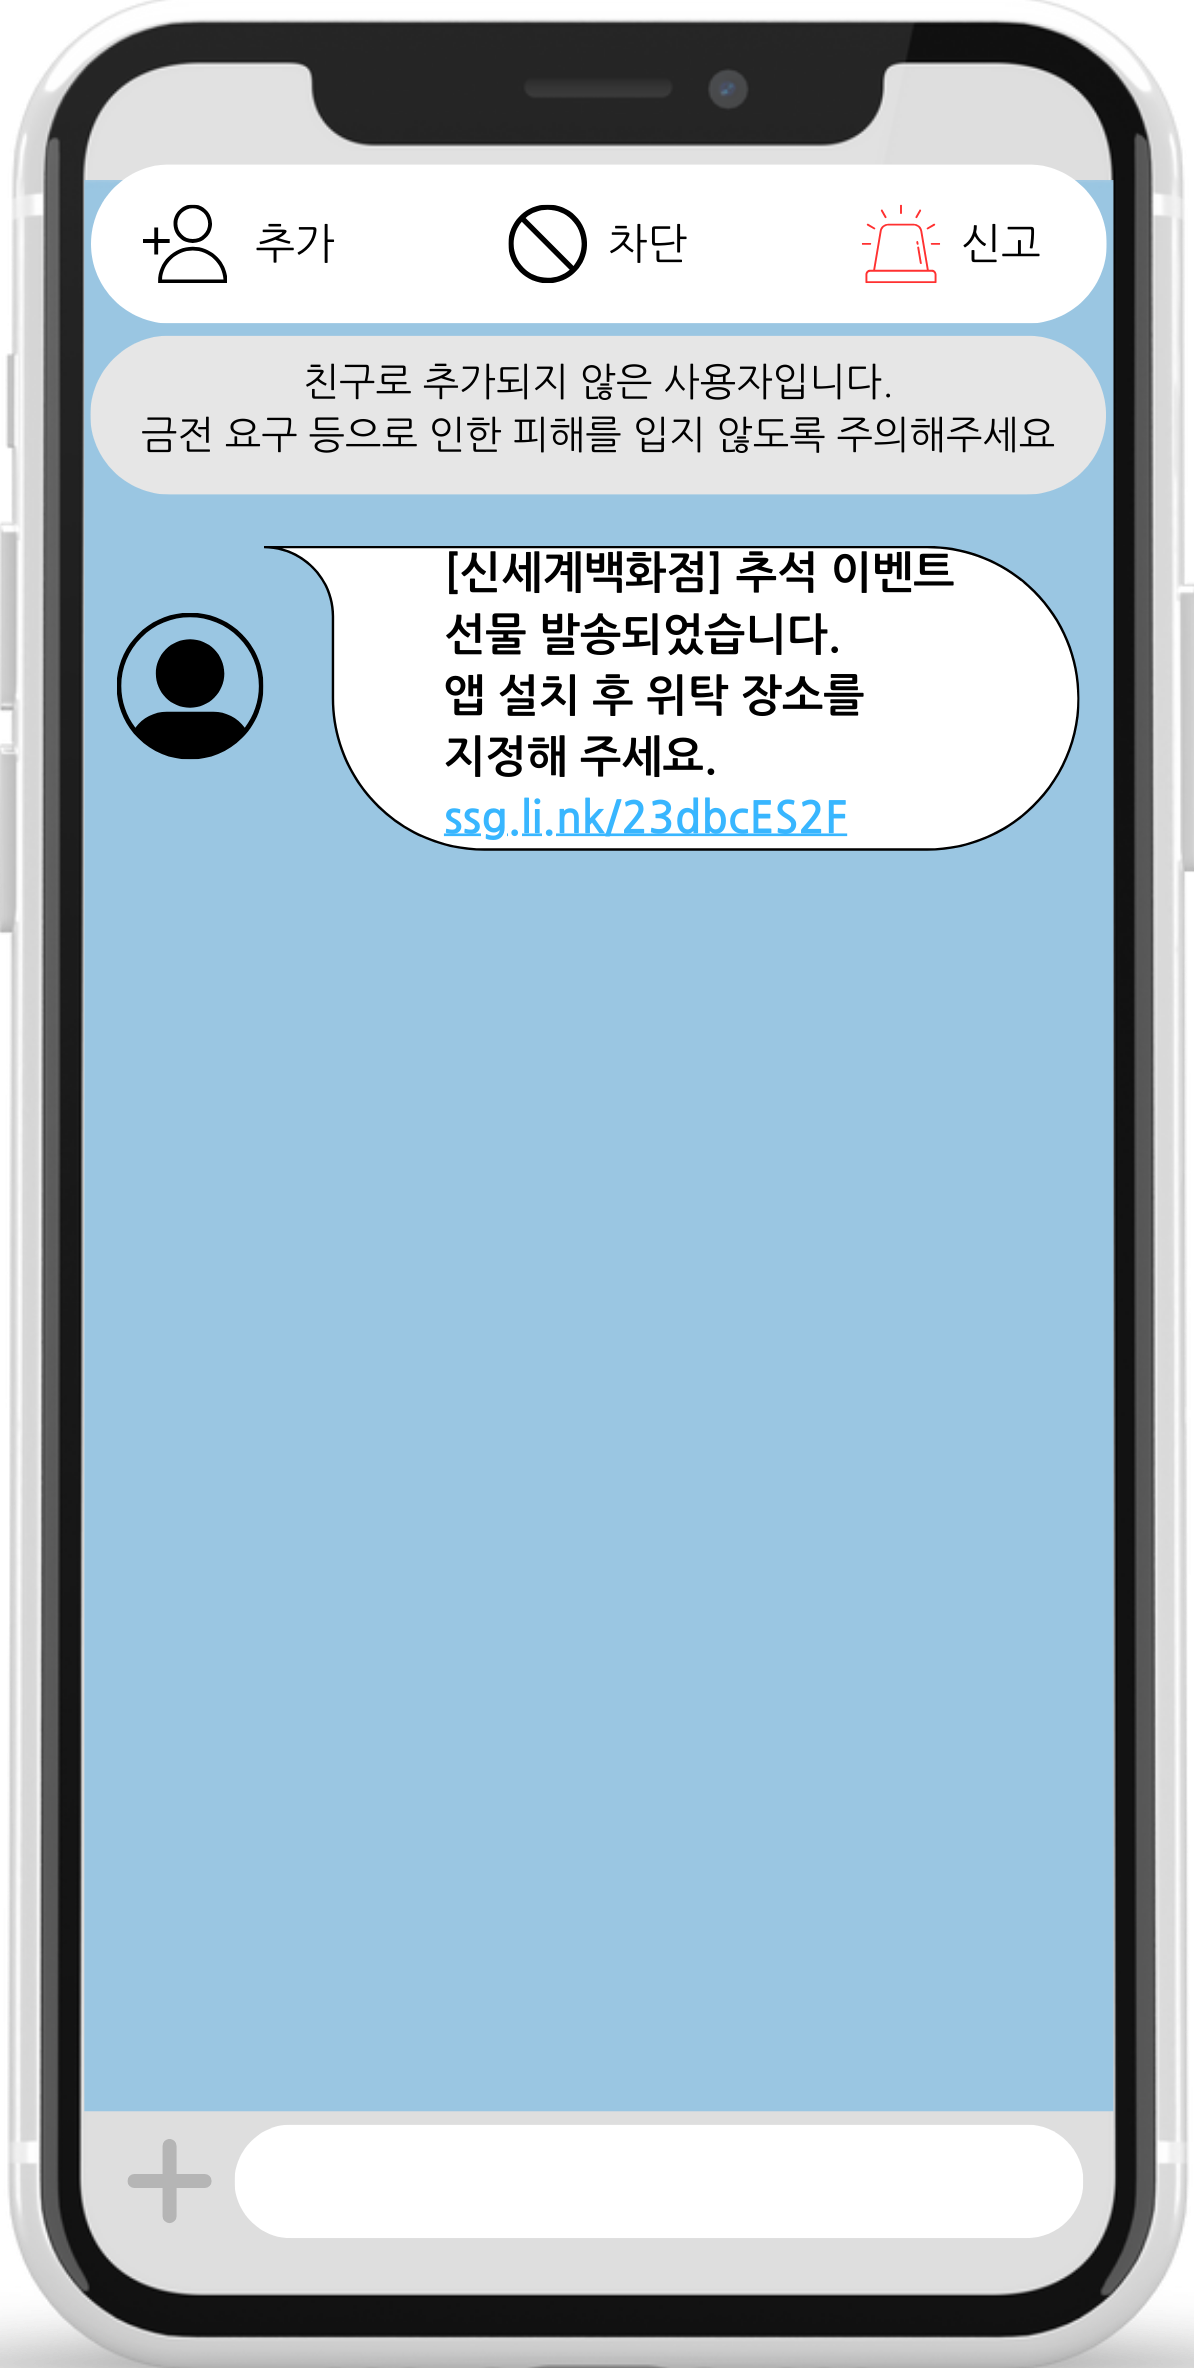 추가 차단 신고
친구로 추가되지 않은 사용자입니다.
금전 요구 등으로 인한 피해를 입지 않도록 주의해주세요
[신세계백화점] 추석 이벤트
선물 발송되었습니다.
앱 설치 후 위탁 장소를
지정해 주세요.
ssg.li.nk/23dbcES2F